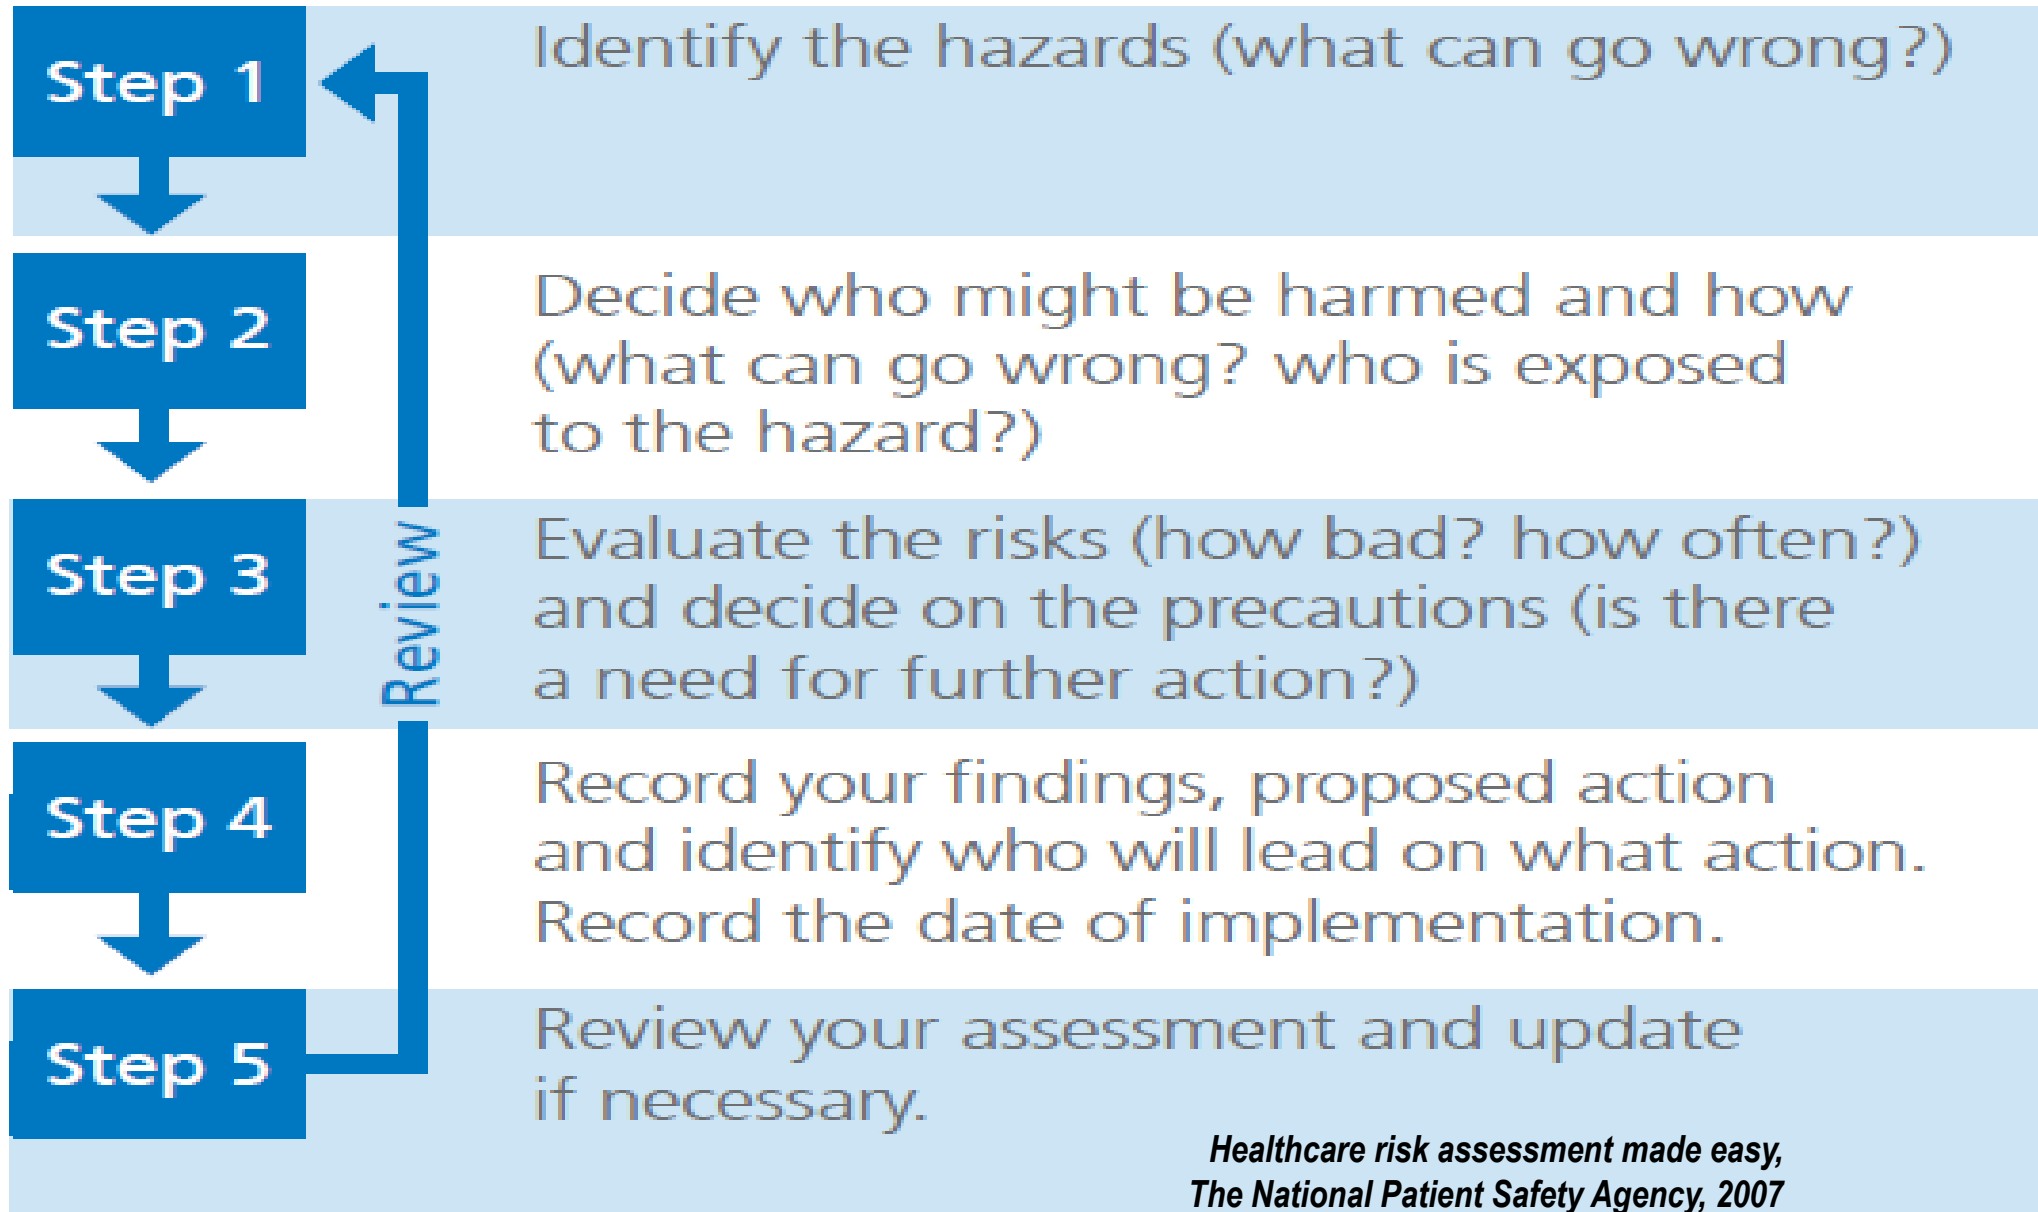 Step 1
Identify the hazards (what can go wrong?)
Step 2
Decide who might be harmed and how
(what can go wrong? who is exposed
to the hazard?)
Step 3
Evaluate the risks (how bad? how often?)
and decide on the precautions (is there
a need for further action?)
Review
Step 4
Record your findings, proposed action
and identify who will lead on what action.
Record the date of implementation.
Step 5
Review your assessment and update
if necessary.
Healthcare risk assessment made easy,
The National Patient Safety Agency, 2007